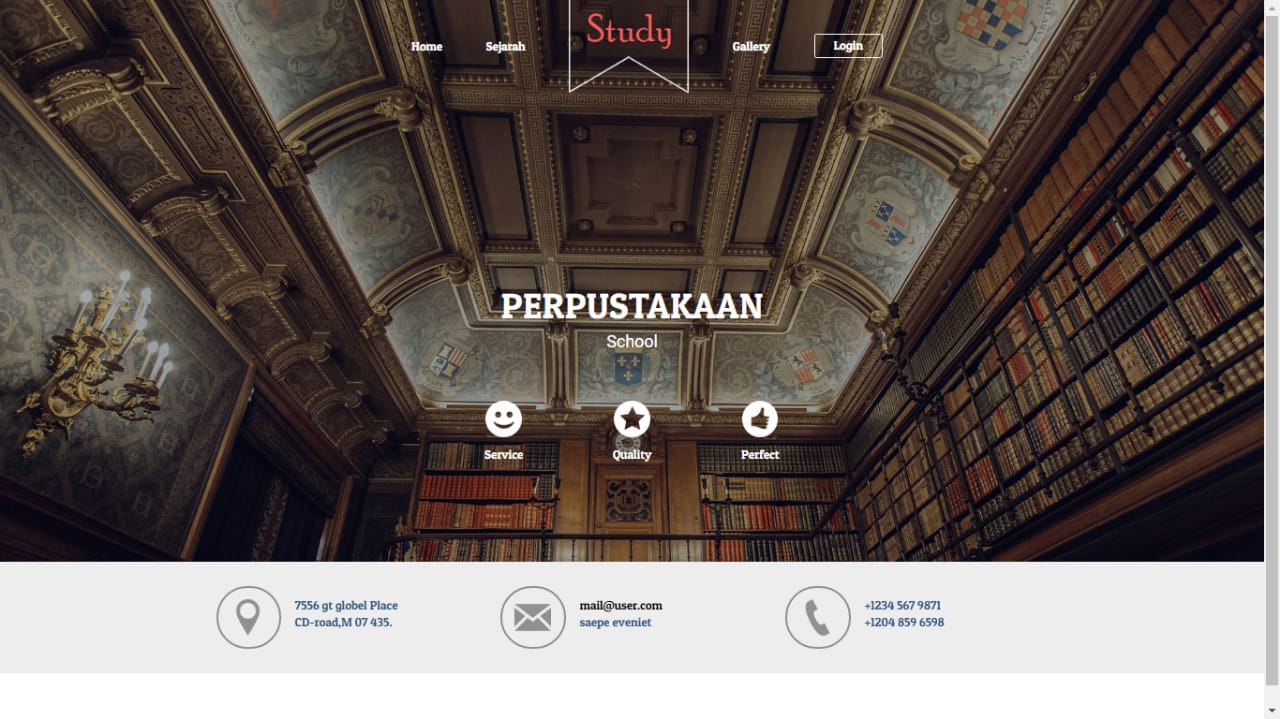 Home
Sejarah
Study
Gallery
Login
PERPUSTAKAAN
School
Service
Quality
Perfect
7556 gt globel Place
CD-road,M 07 435.
mail@user.com
saepe eveniet
+1234 567 9871
+1204 859 6598